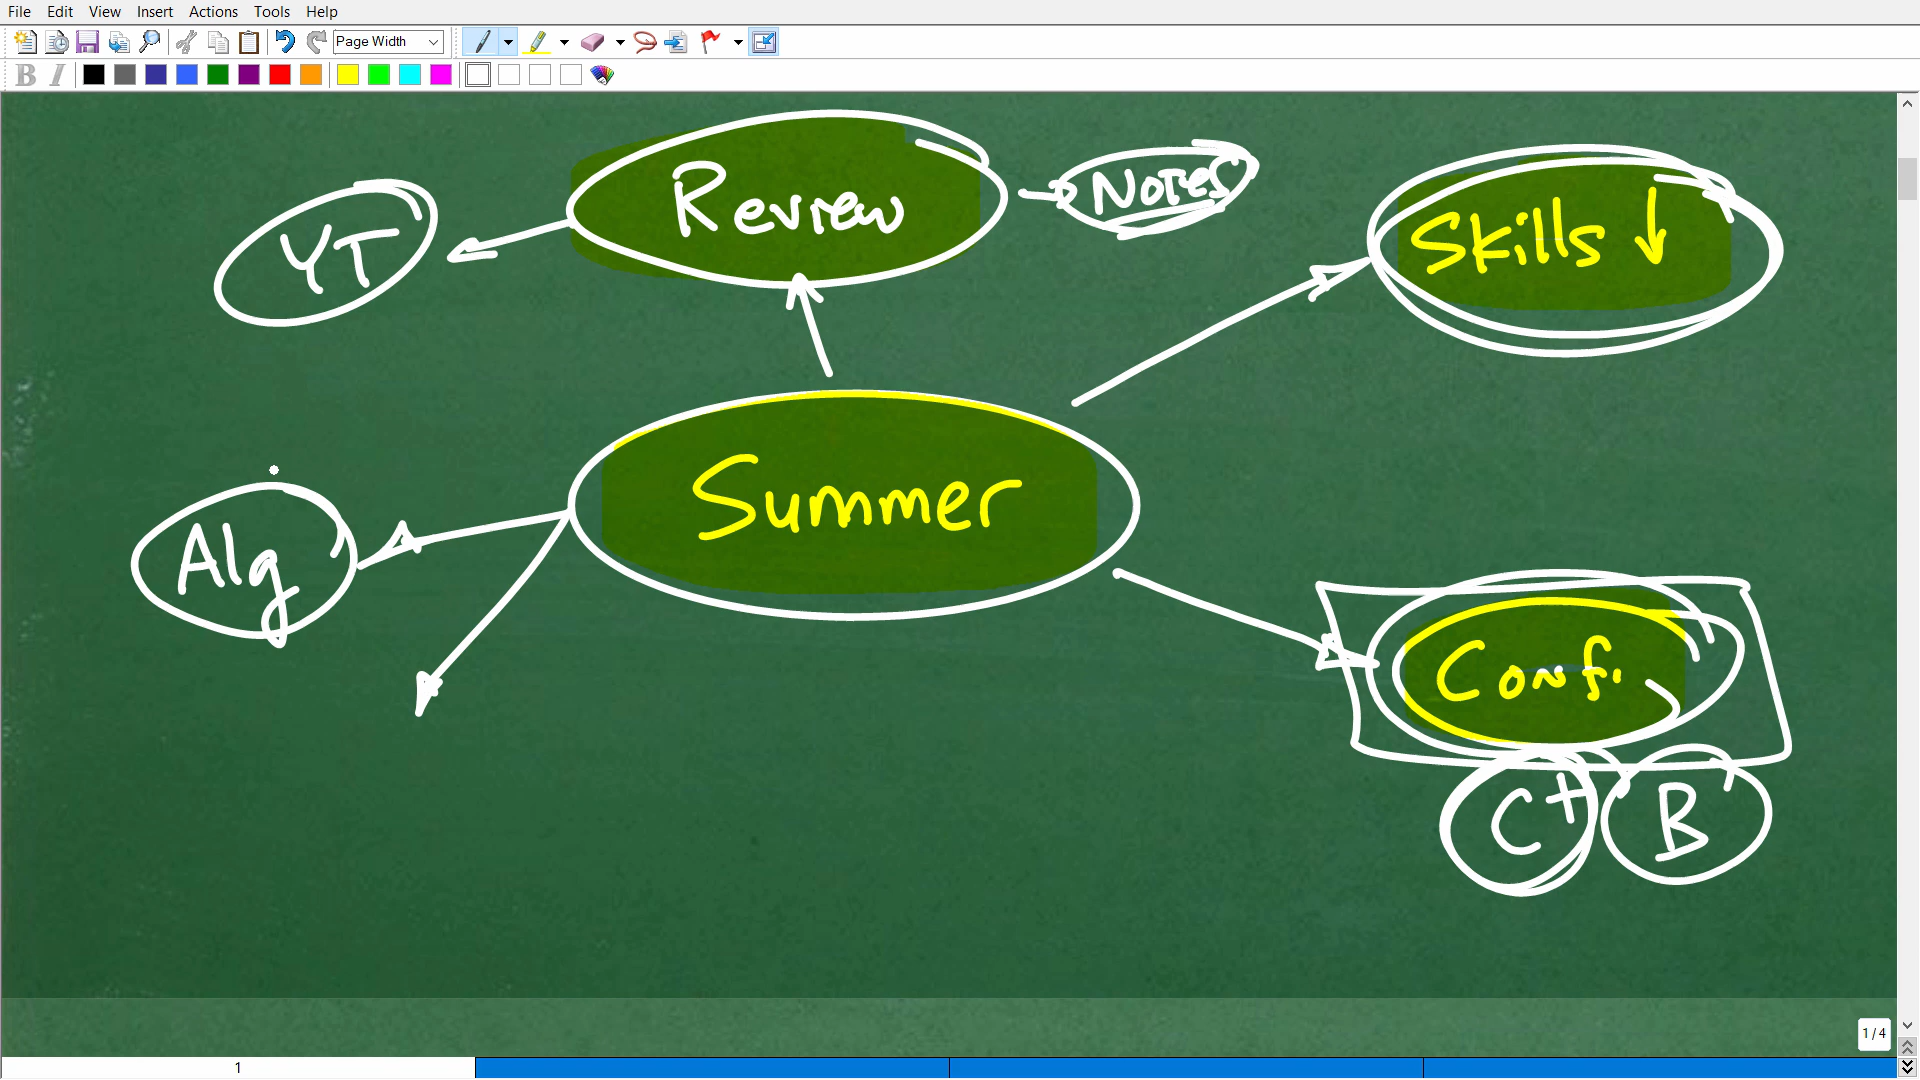 File Edit View Insert Actions Tools Help
Page Width
B I
Review
Notes
YT
Skills ↓
Summer
Alg
Conf.
C+ B
1 / 4
1